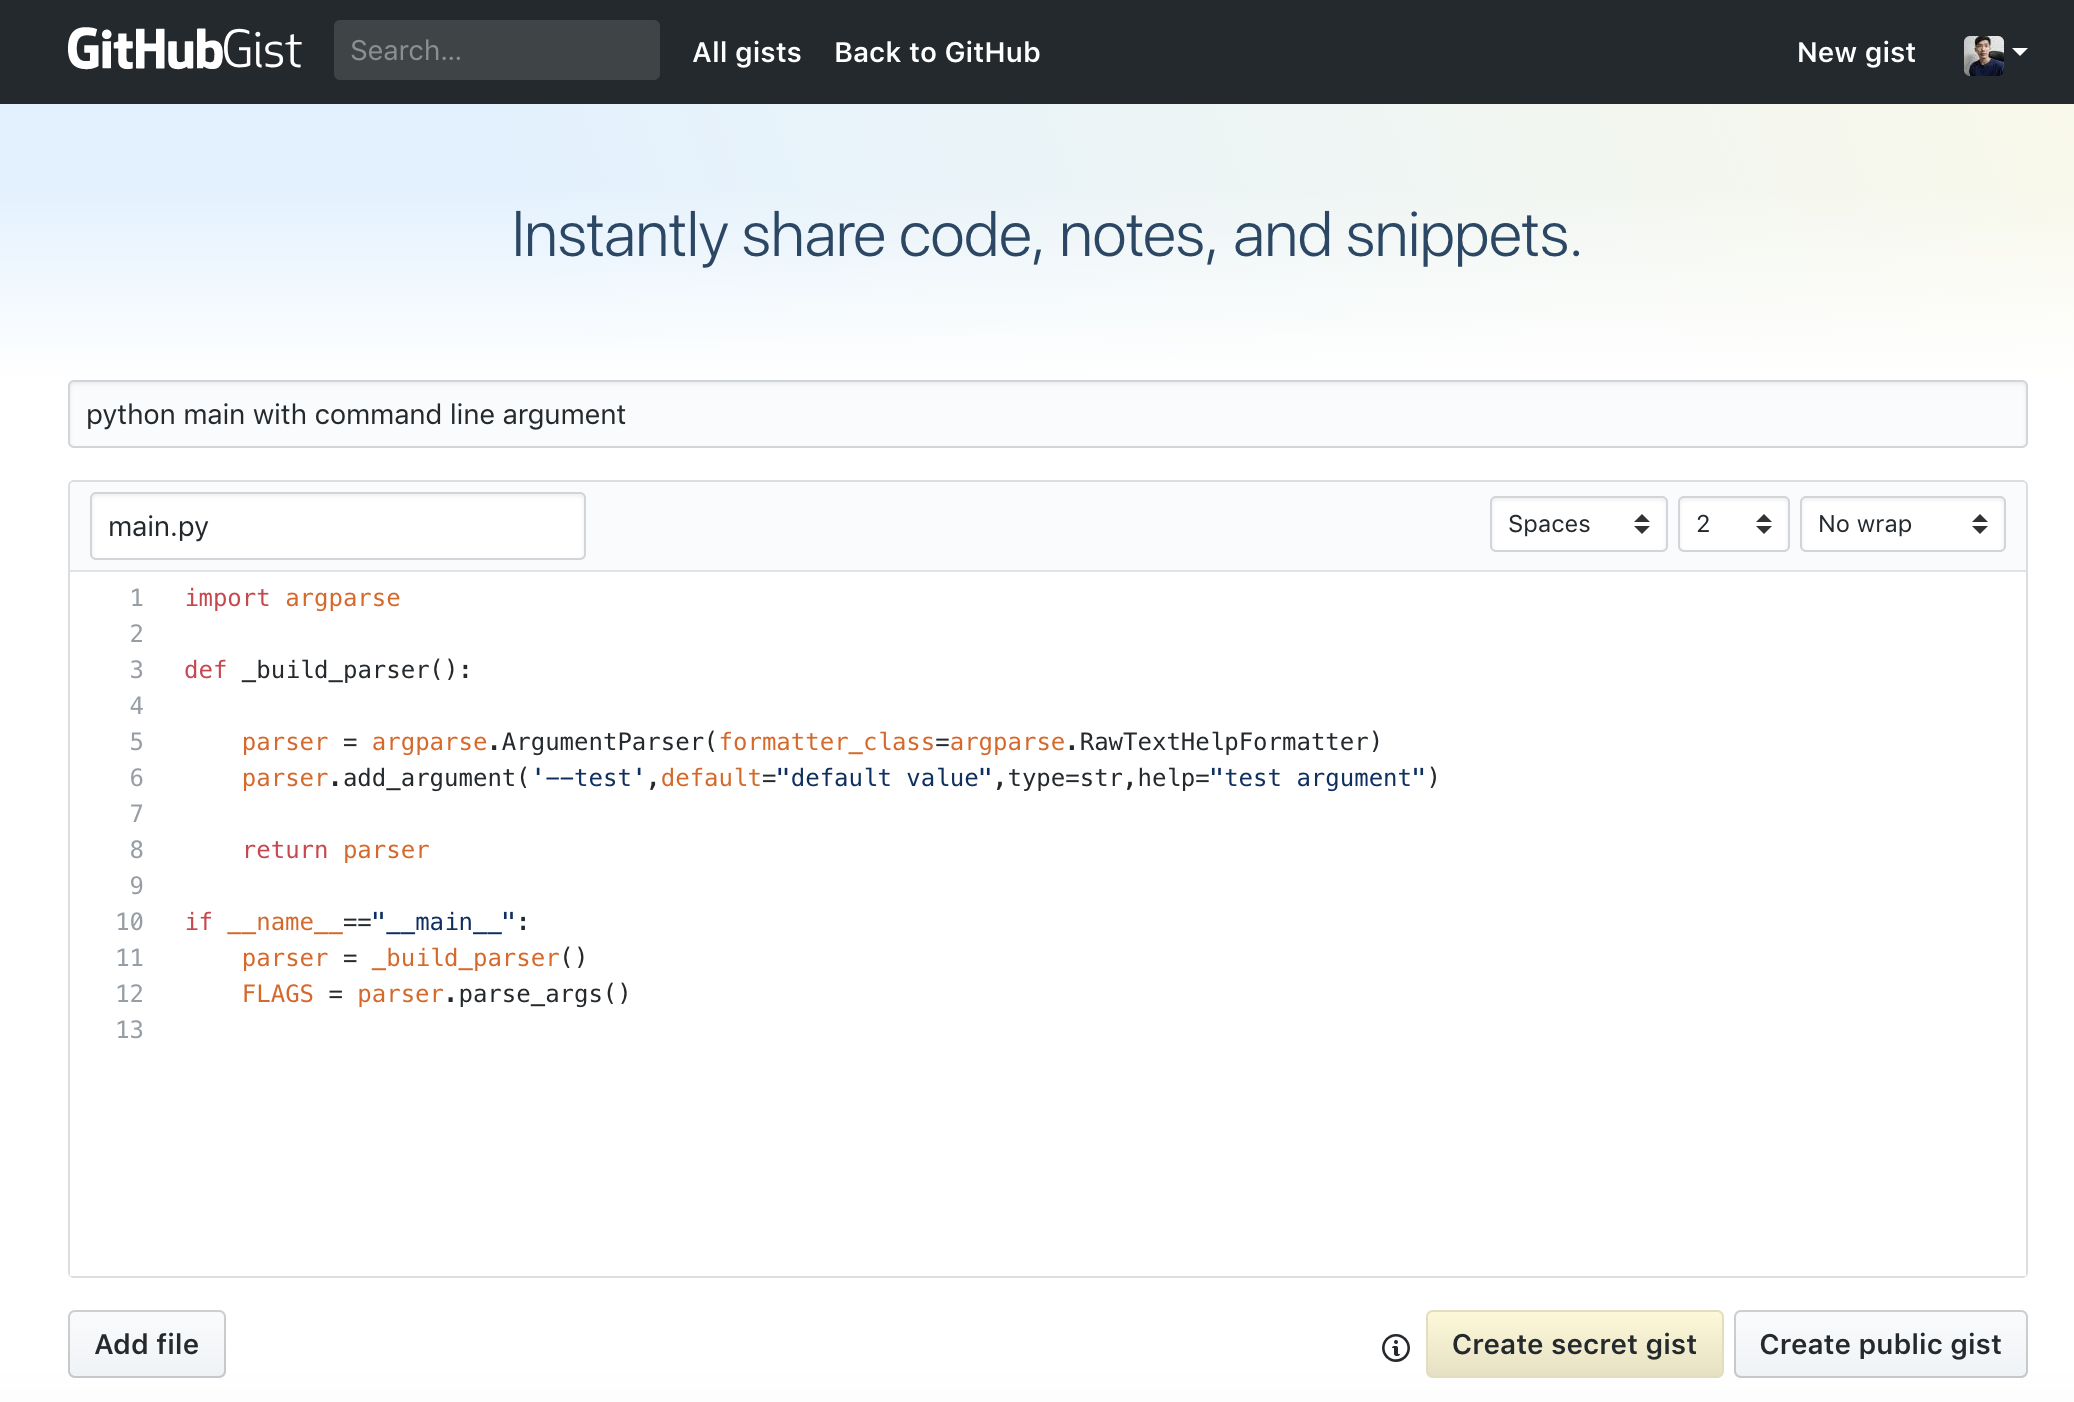 GitHubGist Search... All gists Back to GitHub New gist
Instantly share code, notes, and snippets.
python main with command line argument
main.py Spaces 2 No wrap
1 import argparse
2
3 def _build_parser():
4
5     parser = argparse.ArgumentParser(formatter_class=argparse.RawTextHelpFormatter)
6     parser.add_argument('--test',default="default value",type=str,help="test argument")
7
8     return parser
9
10 if __name__=="__main__":
11     parser = _build_parser()
12     FLAGS = parser.parse_args()
13
Add file Create secret gist Create public gist